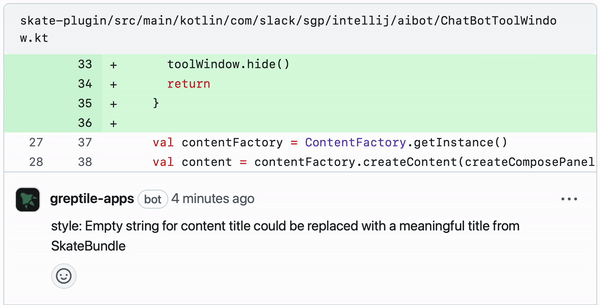 skate-plugin/src/main/kotlin/com/slack/sgp/intellij/aibot/ChatBotToolWindo
w.kt
33 + toolWindow.hide()
34 + return
35 + }
36 +
27 37 val contentFactory = ContentFactory.getInstance()
28 38 val content = contentFactory.createContent(createComposePanel
greptile-apps bot 4 minutes ago
style: Empty string for content title could be replaced with a meaningful title from
SkateBundle